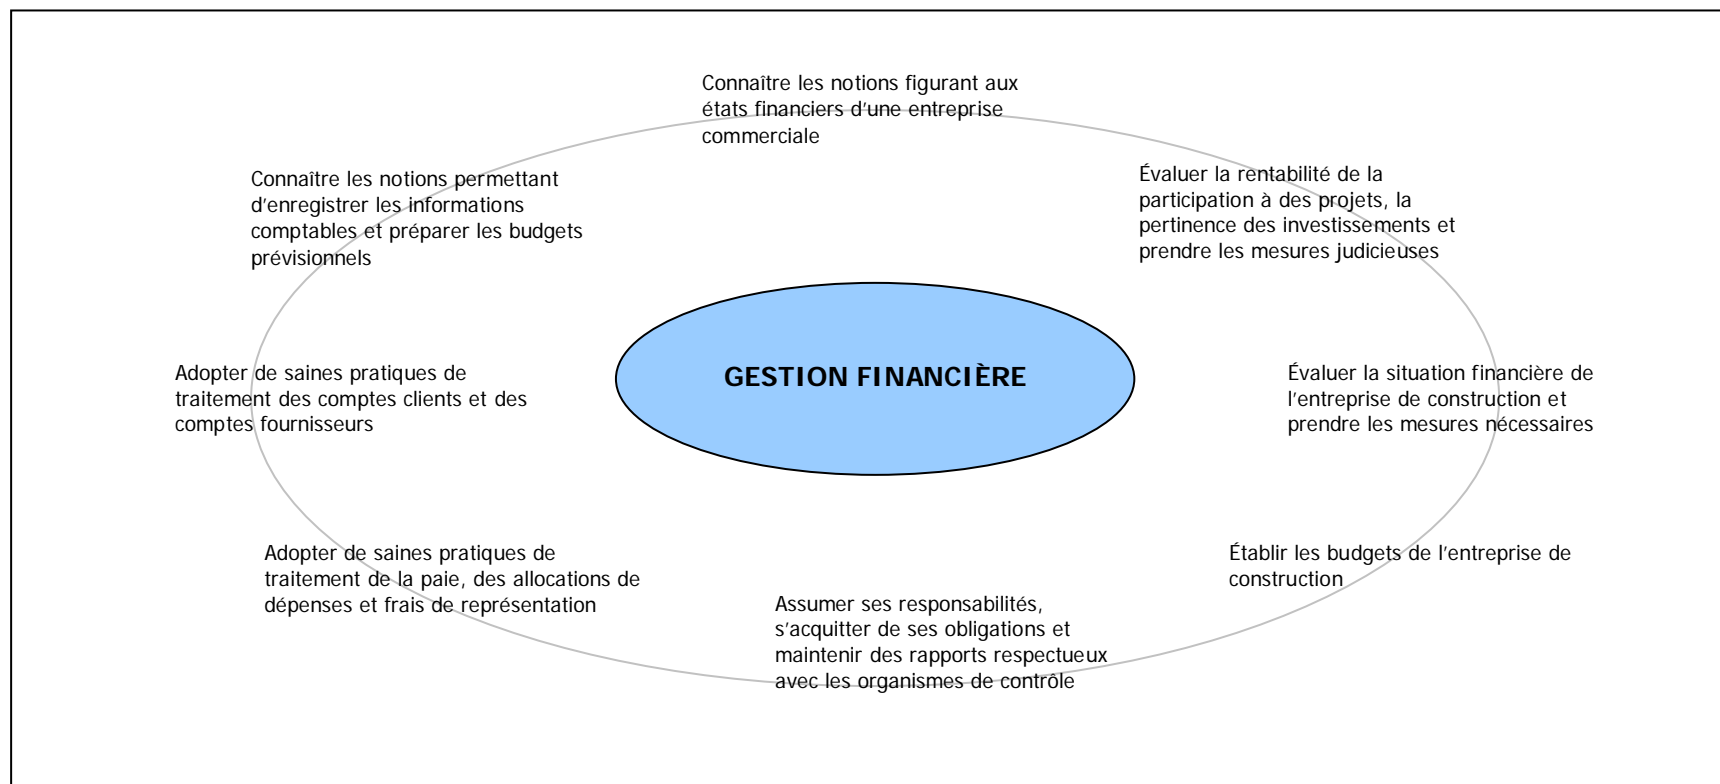 Connaître les notions figurant aux
états financiers d'une entreprise
commerciale
Évaluer la rentabilité de la
participation à des projets, la
pertinence des investissements et
prendre les mesures judicieuses
Connaître les notions permettant
d'enregistrer les informations
comptables et préparer les budgets
prévisionnels
GESTION FINANCIÈRE
Adopter de saines pratiques de
traitement des comptes clients et des
comptes fournisseurs
Évaluer la situation financière de
l'entreprise de construction et
prendre les mesures nécessaires
Adopter de saines pratiques de
traitement de la paie, des allocations de
dépenses et frais de représentation
Établir les budgets de l'entreprise de
construction
Assumer ses responsabilités,
s'acquitter de ses obligations et
maintenir des rapports respectueux
avec les organismes de contrôle